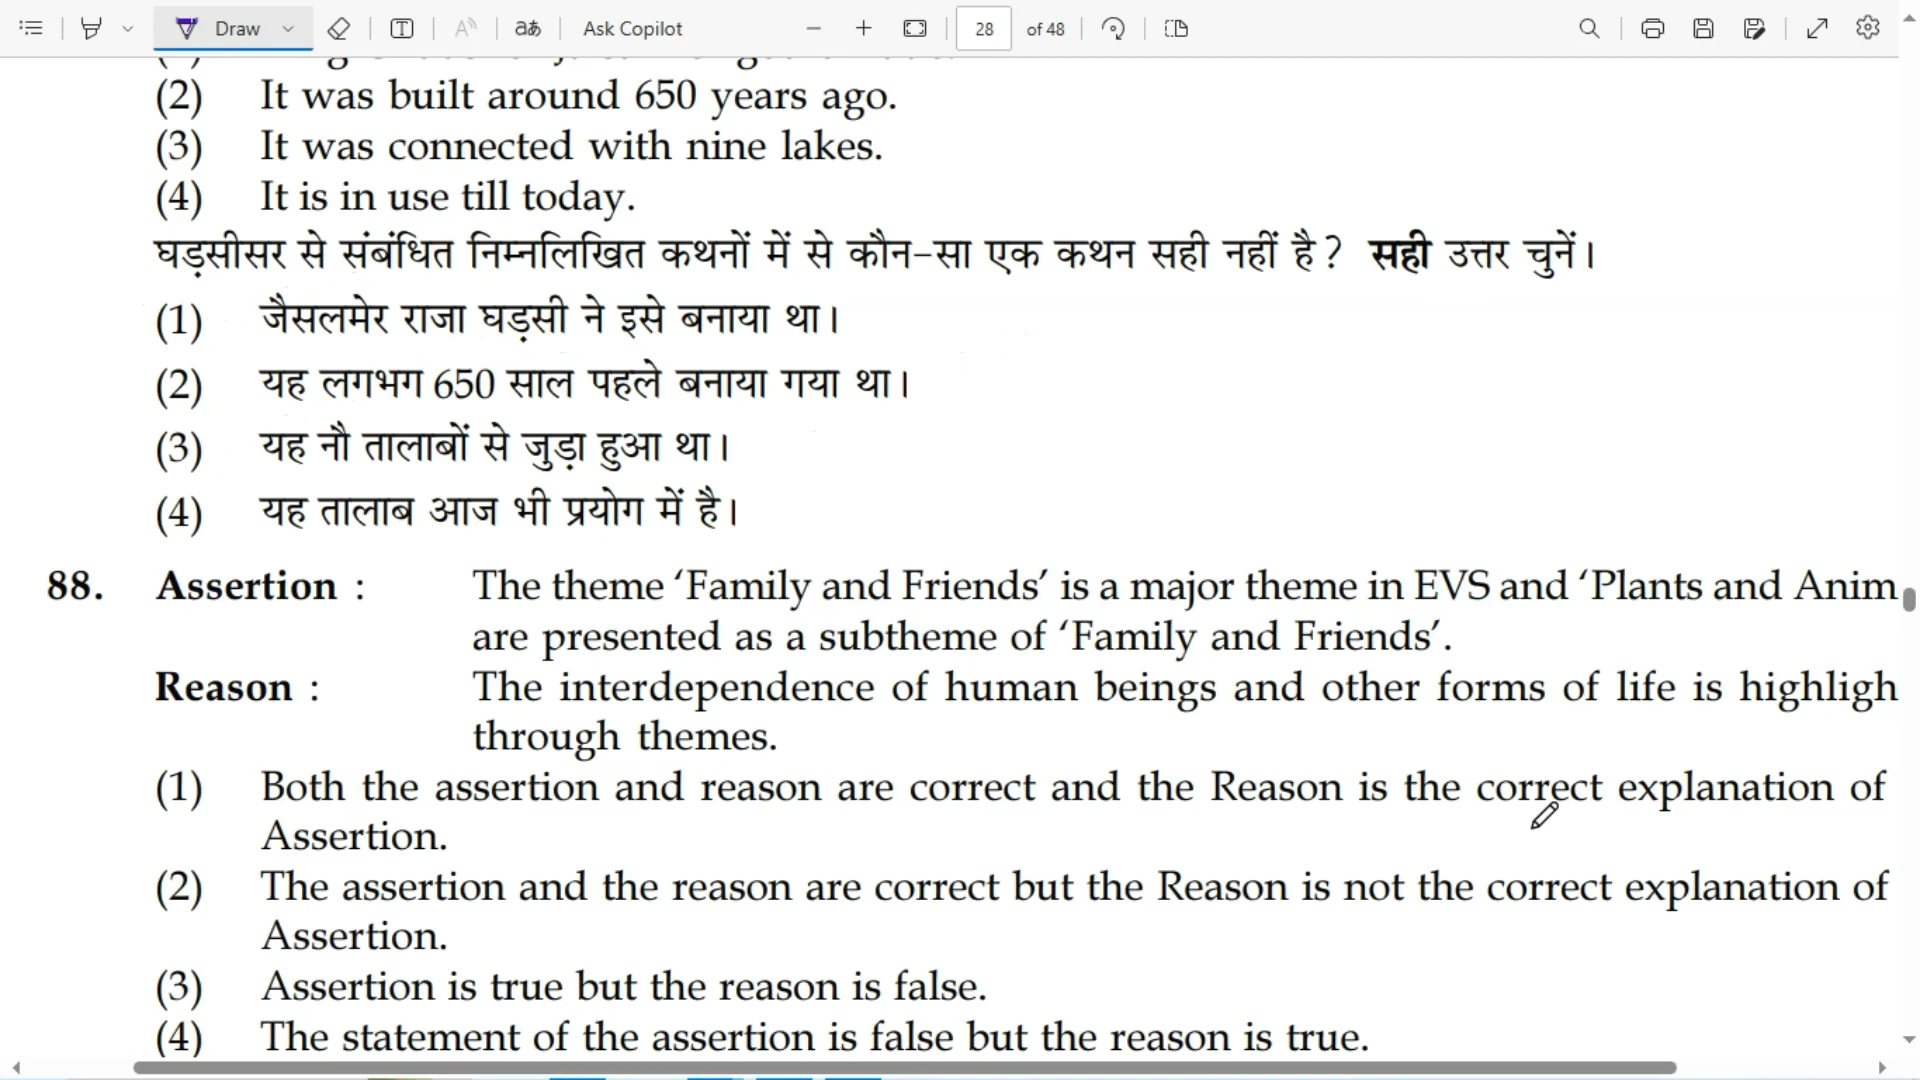 Draw
Ask Copilot
28 of 48
(2) It was built around 650 years ago.
(3) It was connected with nine lakes.
(4) It is in use till today.
घड़सीसर से संबंधित निम्नलिखित कथनों में से कौन-सा एक कथन सही नहीं है? सही उत्तर चुनें।
(1) जैसलमेर राजा घड़सी ने इसे बनाया था।
(2) यह लगभग 650 साल पहले बनाया गया था।
(3) यह नौ तालाबों से जुड़ा हुआ था।
(4) यह तालाब आज भी प्रयोग में है।
88. Assertion : The theme ‘Family and Friends’ is a major theme in EVS and ‘Plants and Anim
are presented as a subtheme of ‘Family and Friends’.
Reason : The interdependence of human beings and other forms of life is highligh
through themes.
(1) Both the assertion and reason are correct and the Reason is the correct explanation of
Assertion.
(2) The assertion and the reason are correct but the Reason is not the correct explanation of
Assertion.
(3) Assertion is true but the reason is false.
(4) The statement of the assertion is false but the reason is true.